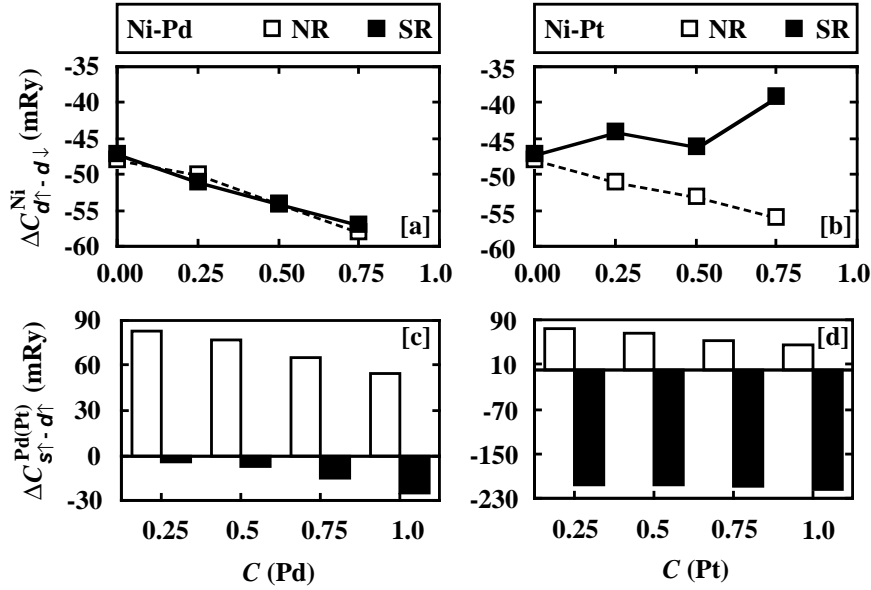 Ni-Pd NR SR
Ni-Pt NR SR
ΔC^Ni_d↑-d↓ (mRy)
-35
-40
-45
-50
-55
-60
[a]
0.00 0.25 0.50 0.75 1.0
-35
-40
-45
-50
-55
-60
[b]
0.00 0.25 0.50 0.75 1.0
ΔC^Pd(Pt)_s↑-d↑ (mRy)
90
60
30
0
-30
[c]
0.25 0.5 0.75 1.0
C (Pd)
90
10
-70
-150
-230
[d]
0.25 0.5 0.75 1.0
C (Pt)